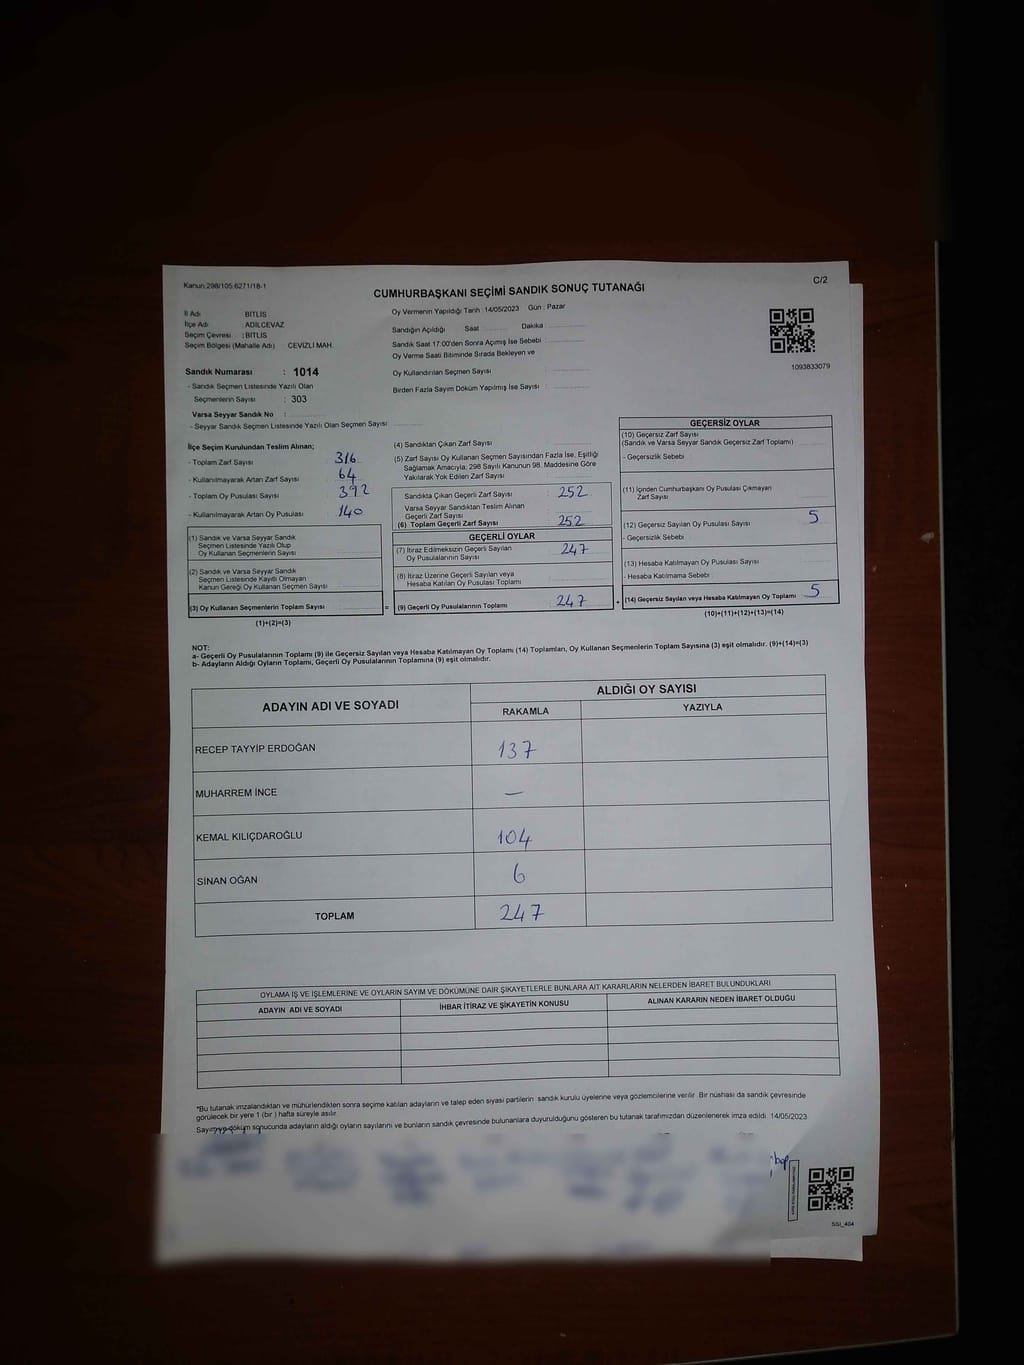 Kanun:298/105.6271/18-1
C/2
CUMHURBAŞKANI SEÇİMİ SANDIK SONUÇ TUTANAĞI
İl Adı BİTLİS
İlçe Adı : ADİLCEVAZ
Seçim Çevresi : BİTLİS
Seçim Bölgesi (Mahalle Adı) : CEVİZLİ MAH.
Sandık Numarası : 1014
- Sandık Seçmen Listesinde Yazılı Olan
Seçmenlerin Sayısı : 303
Varsa Seyyar Sandık No :
- Seyyar Sandık Seçmen Listesinde Yazılı Olan Seçmen Sayısı
Oy Vermenin Yapıldığı Tarih :14/05/2023 Gün : Pazar
Sandığın Açıldığı Saat Dakika
Sandık Saat 17:00'den Sonra Açımış İse Sebebi
Oy Verme Saati Bitiminde Sırada Bekleyen ve
Oy Kullandırılan Seçmen Sayısı
Birden Fazla Sayım Döküm Yapılmış İse Sayısı
1093833079
İlçe Seçim Kurulundan Teslim Alınan;
- Toplam Zarf Sayısı 316
- Kullanılmayarak Artan Zarf Sayısı 64
- Toplam Oy Pusulası Sayısı 392
- Kullanılmayarak Artan Oy Pusulası 140
(1) Sandık ve Varsa Seyyar Sandık
Seçmen Listesinde Yazılı Olup
Oy Kullanan Seçmenlerin Sayısı
(2) Sandık ve Varsa Seyyar Sandık
Seçmen Listesinde Kayıtlı Olmayan
Kanun Gereği Oy Kullanan Seçmen Sayısı
(3) Oy Kullanan Seçmenlerin Toplam Sayısı
(1)+(2)=(3)
(4) Sandıktan Çıkan Zarf Sayısı
(5) Zarf Sayısı Oy Kullanan Seçmen Sayısından Fazla İse, Eşitliği
Sağlamak Amacıyla; 298 Sayılı Kanunun 98. Maddesine Göre
Yakılarak Yok Edilen Zarf Sayısı
Sandıkta Çıkan Geçerli Zarf Sayısı : 252
Varsa Seyyar Sandıktan Teslim Alınan
Geçerli Zarf Sayısı
(6) Toplam Geçerli Zarf Sayısı : 252
GEÇERLİ OYLAR
(7) İtiraz Edilmeksizin Geçerli Sayılan
Oy Pusulalarının Sayısı 247
(8) İtiraz Üzerine Geçerli Sayılan veya
Hesaba Katılan Oy Pusulası Toplamı
= (9) Geçerli Oy Pusulalarının Toplamı 247
GEÇERSİZ OYLAR
(10) Geçersiz Zarf Sayısı
(Sandık ve Varsa Seyyar Sandık Geçersiz Zarf Toplamı)
- Geçersizlik Sebebi
(11) İçinden Cumhurbaşkanı Oy Pusulası Çıkmayan
Zarf Sayısı
(12) Geçersiz Sayılan Oy Pusulası Sayısı 5
- Geçersizlik Sebebi
(13) Hesaba Katılmayan Oy Pusulası Sayısı
- Hesaba Katılmama Sebebi
+ (14) Geçersiz Sayılan veya Hesaba Katılmayan Oy Toplamı 5
(10)+(11)+(12)+(13)=(14)
NOT:
a- Geçerli Oy Pusulalarının Toplamı (9) ile Geçersiz Sayılan veya Hesaba Katılmayan Oy Toplamı (14) Toplamları, Oy Kullanan Seçmenlerin Toplam Sayısına (3) eşit olmalıdır. (9)+(14)=(3)
b- Adayların Aldığı Oyların Toplamı, Geçerli Oy Pusulalarının Toplamına (9) eşit olmalıdır.
ADAYIN ADI VE SOYADI ALDIĞI OY SAYISI
RAKAMLA YAZIYLA
RECEP TAYYİP ERDOĞAN 137
MUHARREM İNCE —
KEMAL KILIÇDAROĞLU 104
SİNAN OĞAN 6
TOPLAM 247
OYLAMA İŞ VE İŞLEMLERİNE VE OYLARIN SAYIM VE DÖKÜMÜNE DAİR ŞİKAYETLERLE BUNLARA AİT KARARLARIN NELERDEN İBARET BULUNDUKLARI
ADAYIN ADI VE SOYADI İHBAR İTİRAZ VE ŞİKAYETİN KONUSU ALINAN KARARIN NEDEN İBARET OLDUĞU
*Bu tutanak imzalandıktan ve mühürlendikten sonra seçime katılan adayların ve talep eden siyasi partilerin sandık kurulu üyelerine veya gözlemcilerine verilir. Bir nüshası da sandık çevresinde
görülecek bir yere 1 (bir ) hafta süreyle asılır.
Sayım ve döküm sonucunda adayların aldığı oyların sayılarını ve bunların sandık çevresinde bulunanlara duyurulduğunu gösteren bu tutanak tarafımızdan düzenlenerek imza edildi. 14/05/2023
SSI_404